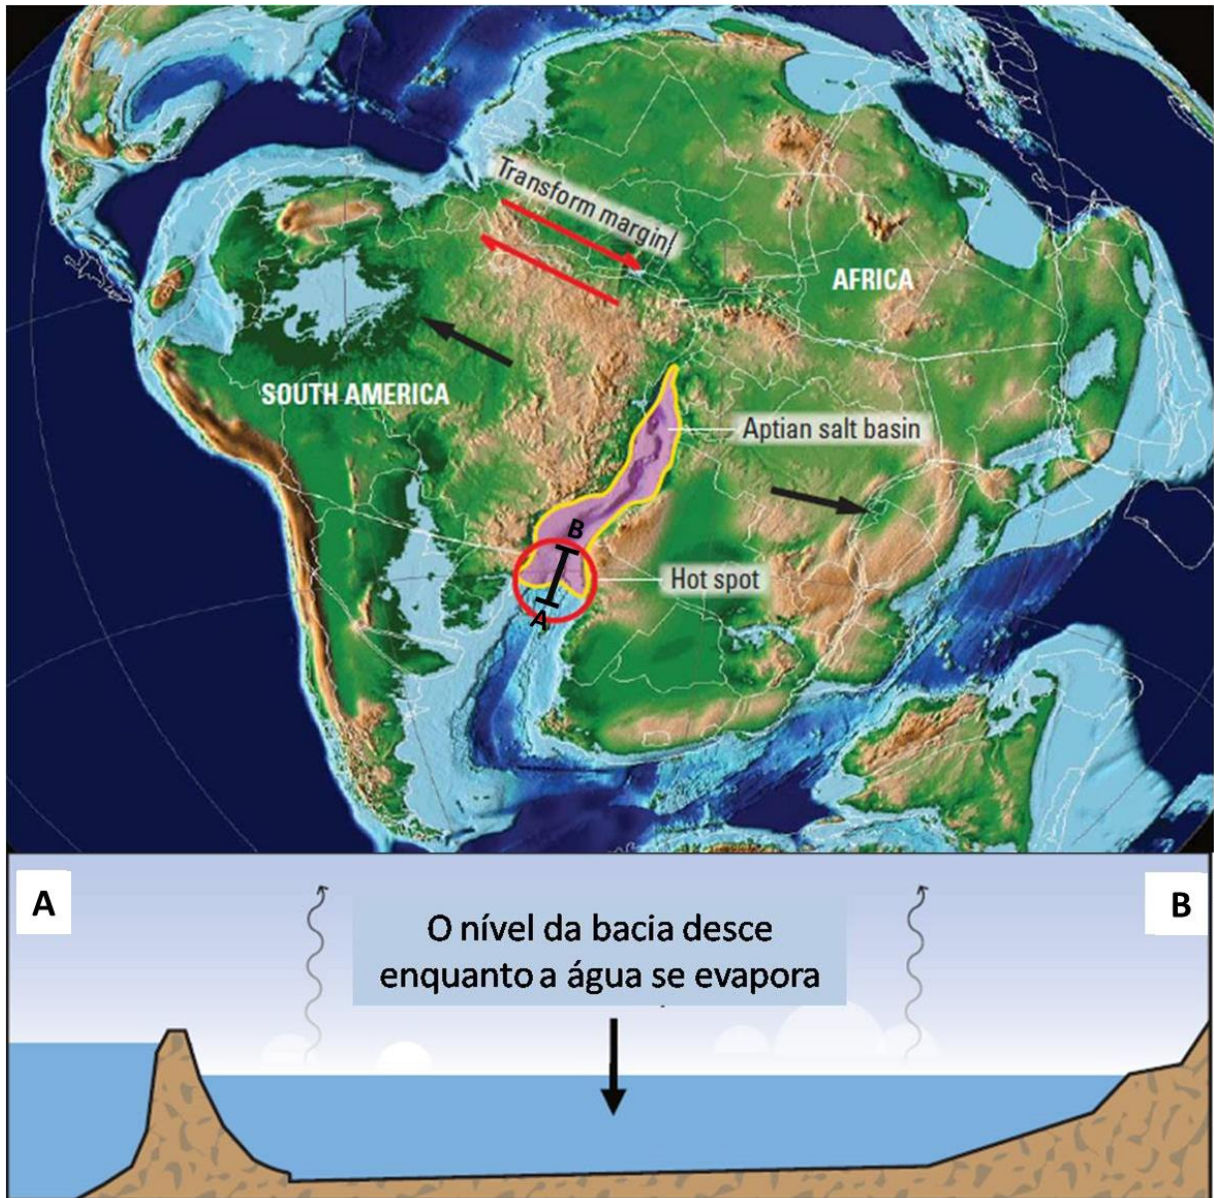 Transform margin
AFRICA
SOUTH AMERICA
Aptian salt basin
B
Hot spot
A
A
B
O nível da bacia desce
enquanto a água se evapora